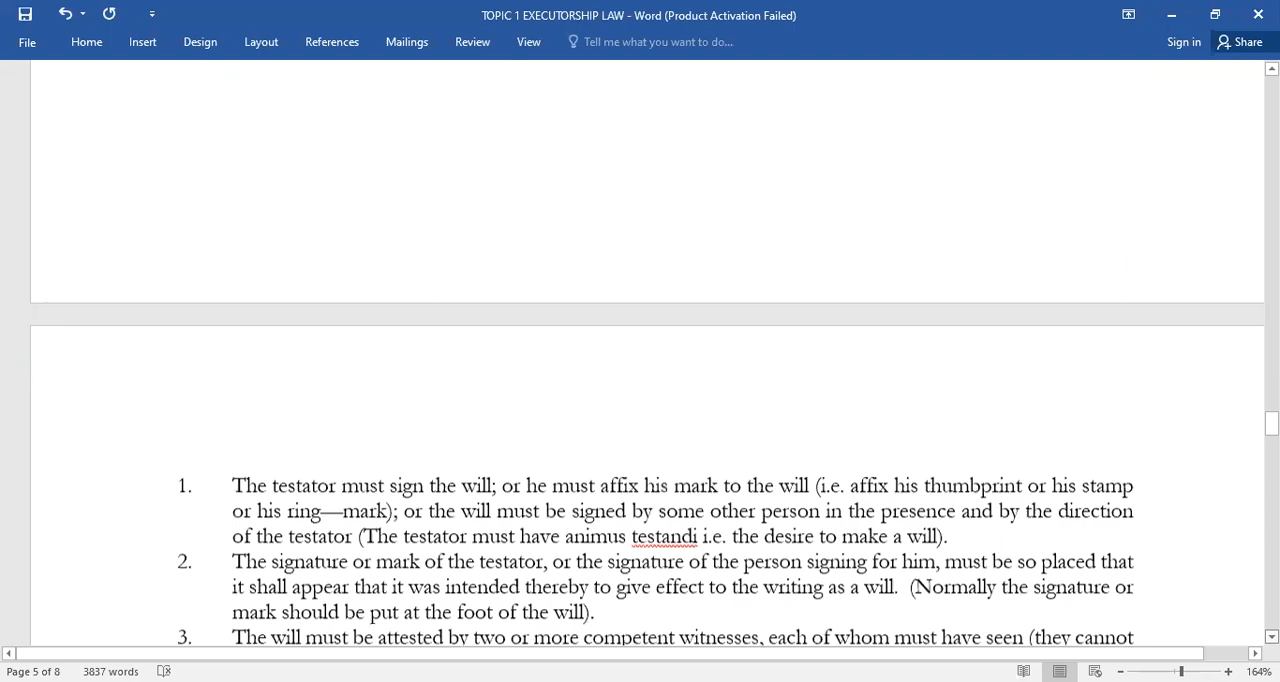 TOPIC 1 EXECUTORSHIP LAW - Word (Product Activation Failed)
File Home Insert Design Layout References Mailings Review View Tell me what you want to do... Sign in Share
1. The testator must sign the will; or he must affix his mark to the will (i.e. affix his thumbprint or his stamp
or his ring—mark); or the will must be signed by some other person in the presence and by the direction
of the testator (The testator must have animus testandi i.e. the desire to make a will).
2. The signature or mark of the testator, or the signature of the person signing for him, must be so placed that
it shall appear that it was intended thereby to give effect to the writing as a will. (Normally the signature or
mark should be put at the foot of the will).
3. The will must be attested by two or more competent witnesses, each of whom must have seen (they cannot
Page 5 of 8 3837 words 164%